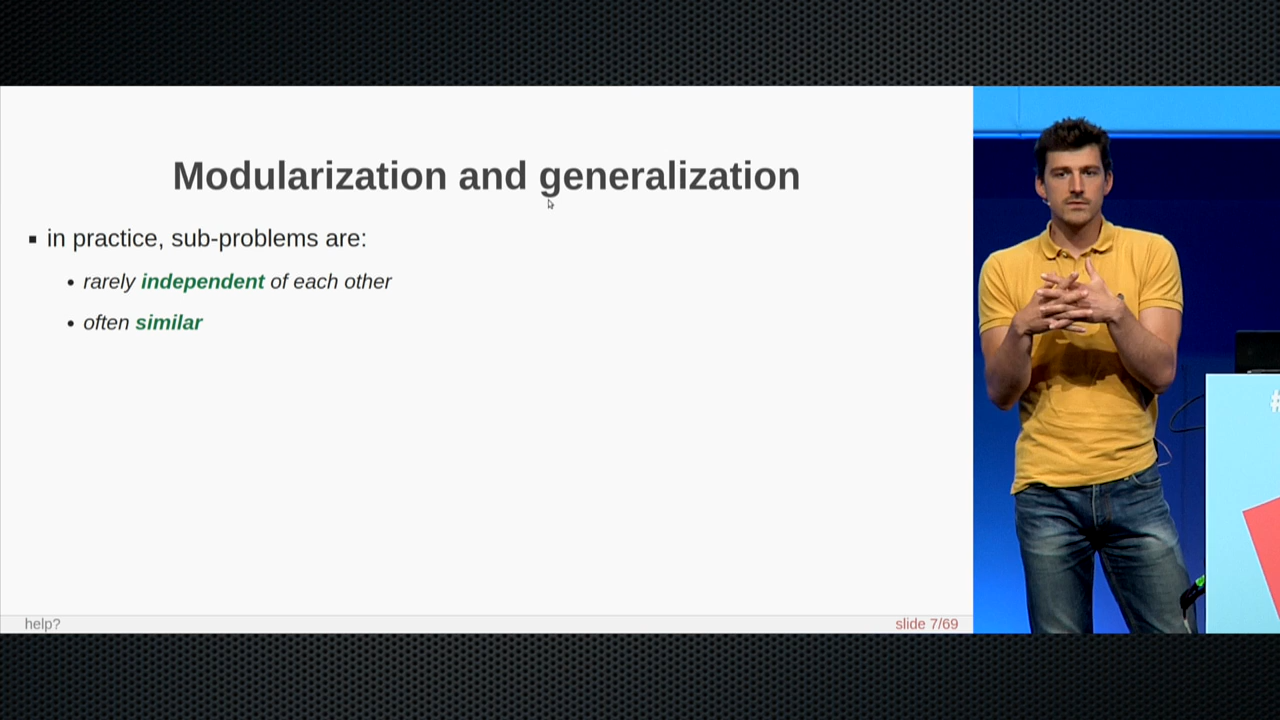 Modularization and generalization
in practice, sub-problems are:
rarely independent of each other
often similar
help?
slide 7/69
#